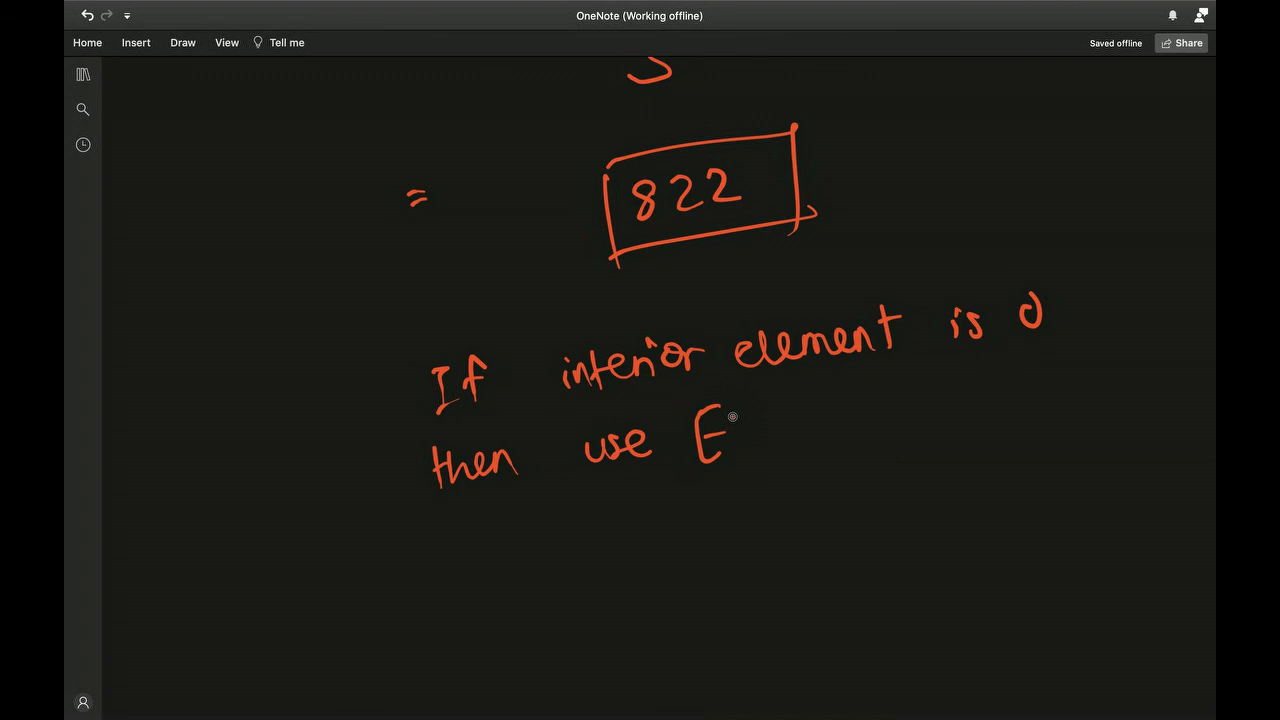 OneNote (Working offline)
Home Insert Draw View Tell me Saved offline Share
= 822
If interior element is 0
then use E